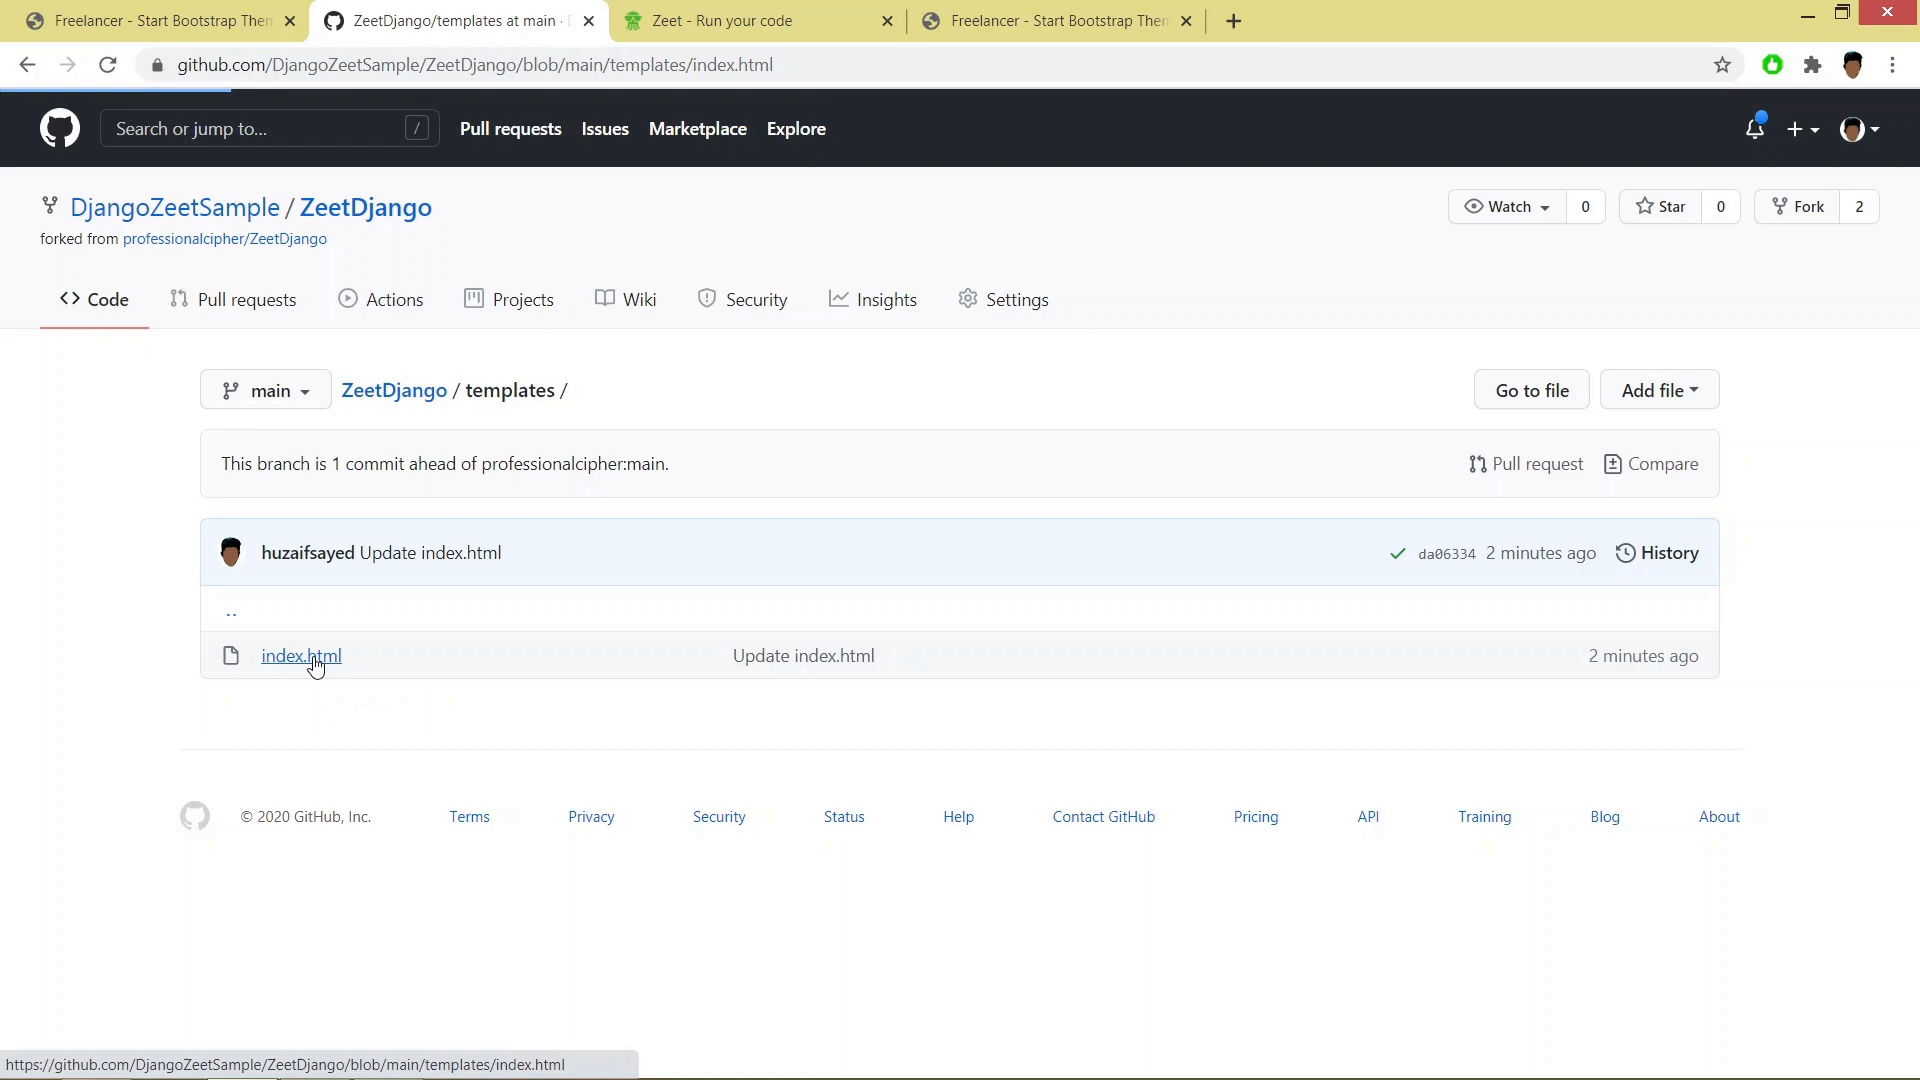 Freelancer - Start Bootstrap Then
ZeetDjango/templates at main ·
Zeet - Run your code
Freelancer - Start Bootstrap Then
github.com/DjangoZeetSample/ZeetDjango/blob/main/templates/index.html
Search or jump to...
/
Pull requests
Issues
Marketplace
Explore
DjangoZeetSample / ZeetDjango
Watch
0
Star
0
Fork
2
forked from professionalcipher/ZeetDjango
Code
Pull requests
Actions
Projects
Wiki
Security
Insights
Settings
main
ZeetDjango / templates /
Go to file
Add file
This branch is 1 commit ahead of professionalcipher:main.
Pull request
Compare
huzaifsayed Update index.html
da06334 2 minutes ago
History
..
index.html
Update index.html
2 minutes ago
© 2020 GitHub, Inc.
Terms
Privacy
Security
Status
Help
Contact GitHub
Pricing
API
Training
Blog
About
https://github.com/DjangoZeetSample/ZeetDjango/blob/main/templates/index.html